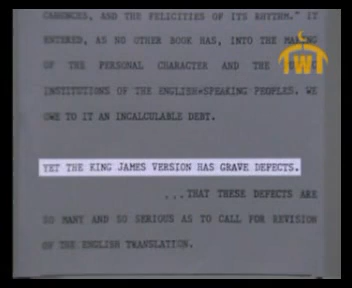 CADENCES, AND THE FELICITIES OF ITS RHYTHM." IT
ENTERED, AS NO OTHER BOOK HAS, INTO THE MAKING
OF THE PERSONAL CHARACTER AND THE
INSTITUTIONS OF THE ENGLISH-SPEAKING PEOPLES. WE
OWE TO IT AN INCALCULABLE DEBT.
YET THE KING JAMES VERSION HAS GRAVE DEFECTS.
...THAT THESE DEFECTS ARE
SO MANY AND SO SERIOUS AS TO CALL FOR REVISION
OF THE ENGLISH TRANSLATION.